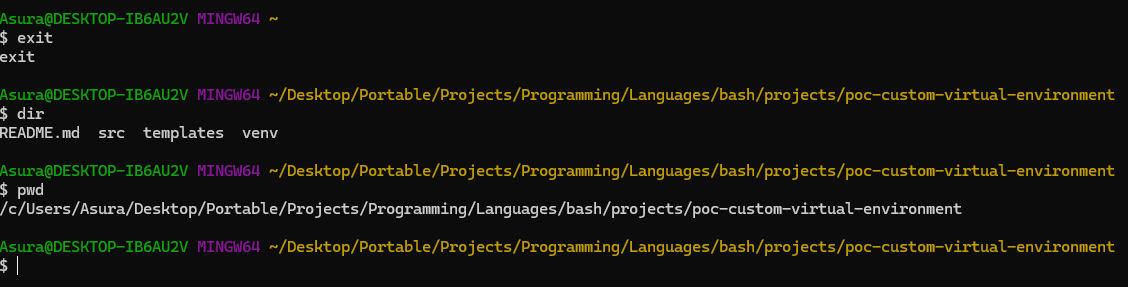 Asura@DESKTOP-IB6AU2V MINGW64 ~
$ exit
exit
Asura@DESKTOP-IB6AU2V MINGW64 ~/Desktop/Portable/Projects/Programming/Languages/bash/projects/poc-custom-virtual-environment
$ dir
README.md  src  templates  venv
Asura@DESKTOP-IB6AU2V MINGW64 ~/Desktop/Portable/Projects/Programming/Languages/bash/projects/poc-custom-virtual-environment
$ pwd
/c/Users/Asura/Desktop/Portable/Projects/Programming/Languages/bash/projects/poc-custom-virtual-environment
Asura@DESKTOP-IB6AU2V MINGW64 ~/Desktop/Portable/Projects/Programming/Languages/bash/projects/poc-custom-virtual-environment
$